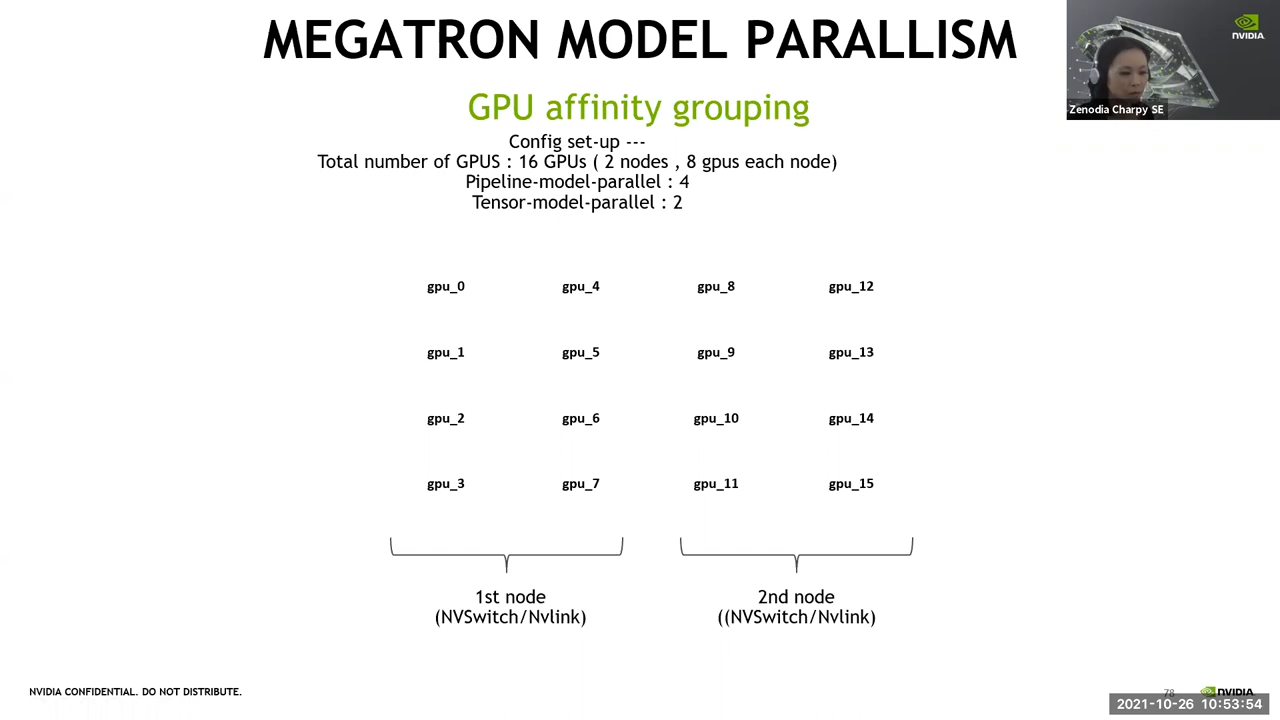 MEGATRON MODEL PARALLISM
NVIDIA
Zenodia Charpy SE
GPU affinity grouping
Config set-up ---
Total number of GPUS : 16 GPUs ( 2 nodes , 8 gpus each node)
Pipeline-model-parallel : 4
Tensor-model-parallel : 2
gpu_0 gpu_4 gpu_8 gpu_12
gpu_1 gpu_5 gpu_9 gpu_13
gpu_2 gpu_6 gpu_10 gpu_14
gpu_3 gpu_7 gpu_11 gpu_15
1st node 2nd node
(NVSwitch/Nvlink) ((NVSwitch/Nvlink)
NVIDIA CONFIDENTIAL. DO NOT DISTRIBUTE.
78 NVIDIA
2021-10-26 10:53:54